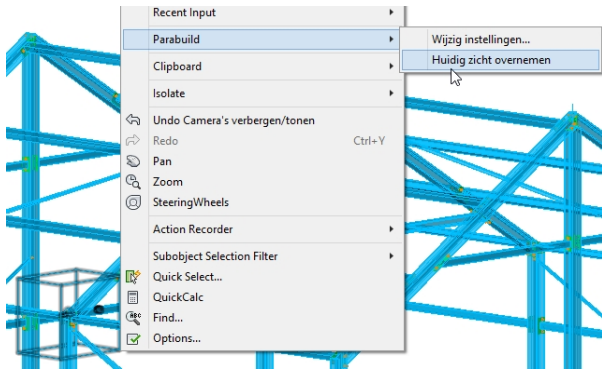 Recent Input
Parabuild
Wijzig instellingen...
Clipboard
Huidig zicht overnemen
Isolate
Undo Camera's verbergen/tonen
Redo Ctrl+Y
Pan
Zoom
SteeringWheels
Action Recorder
Subobject Selection Filter
Quick Select...
QuickCalc
ABC
Find...
Options...